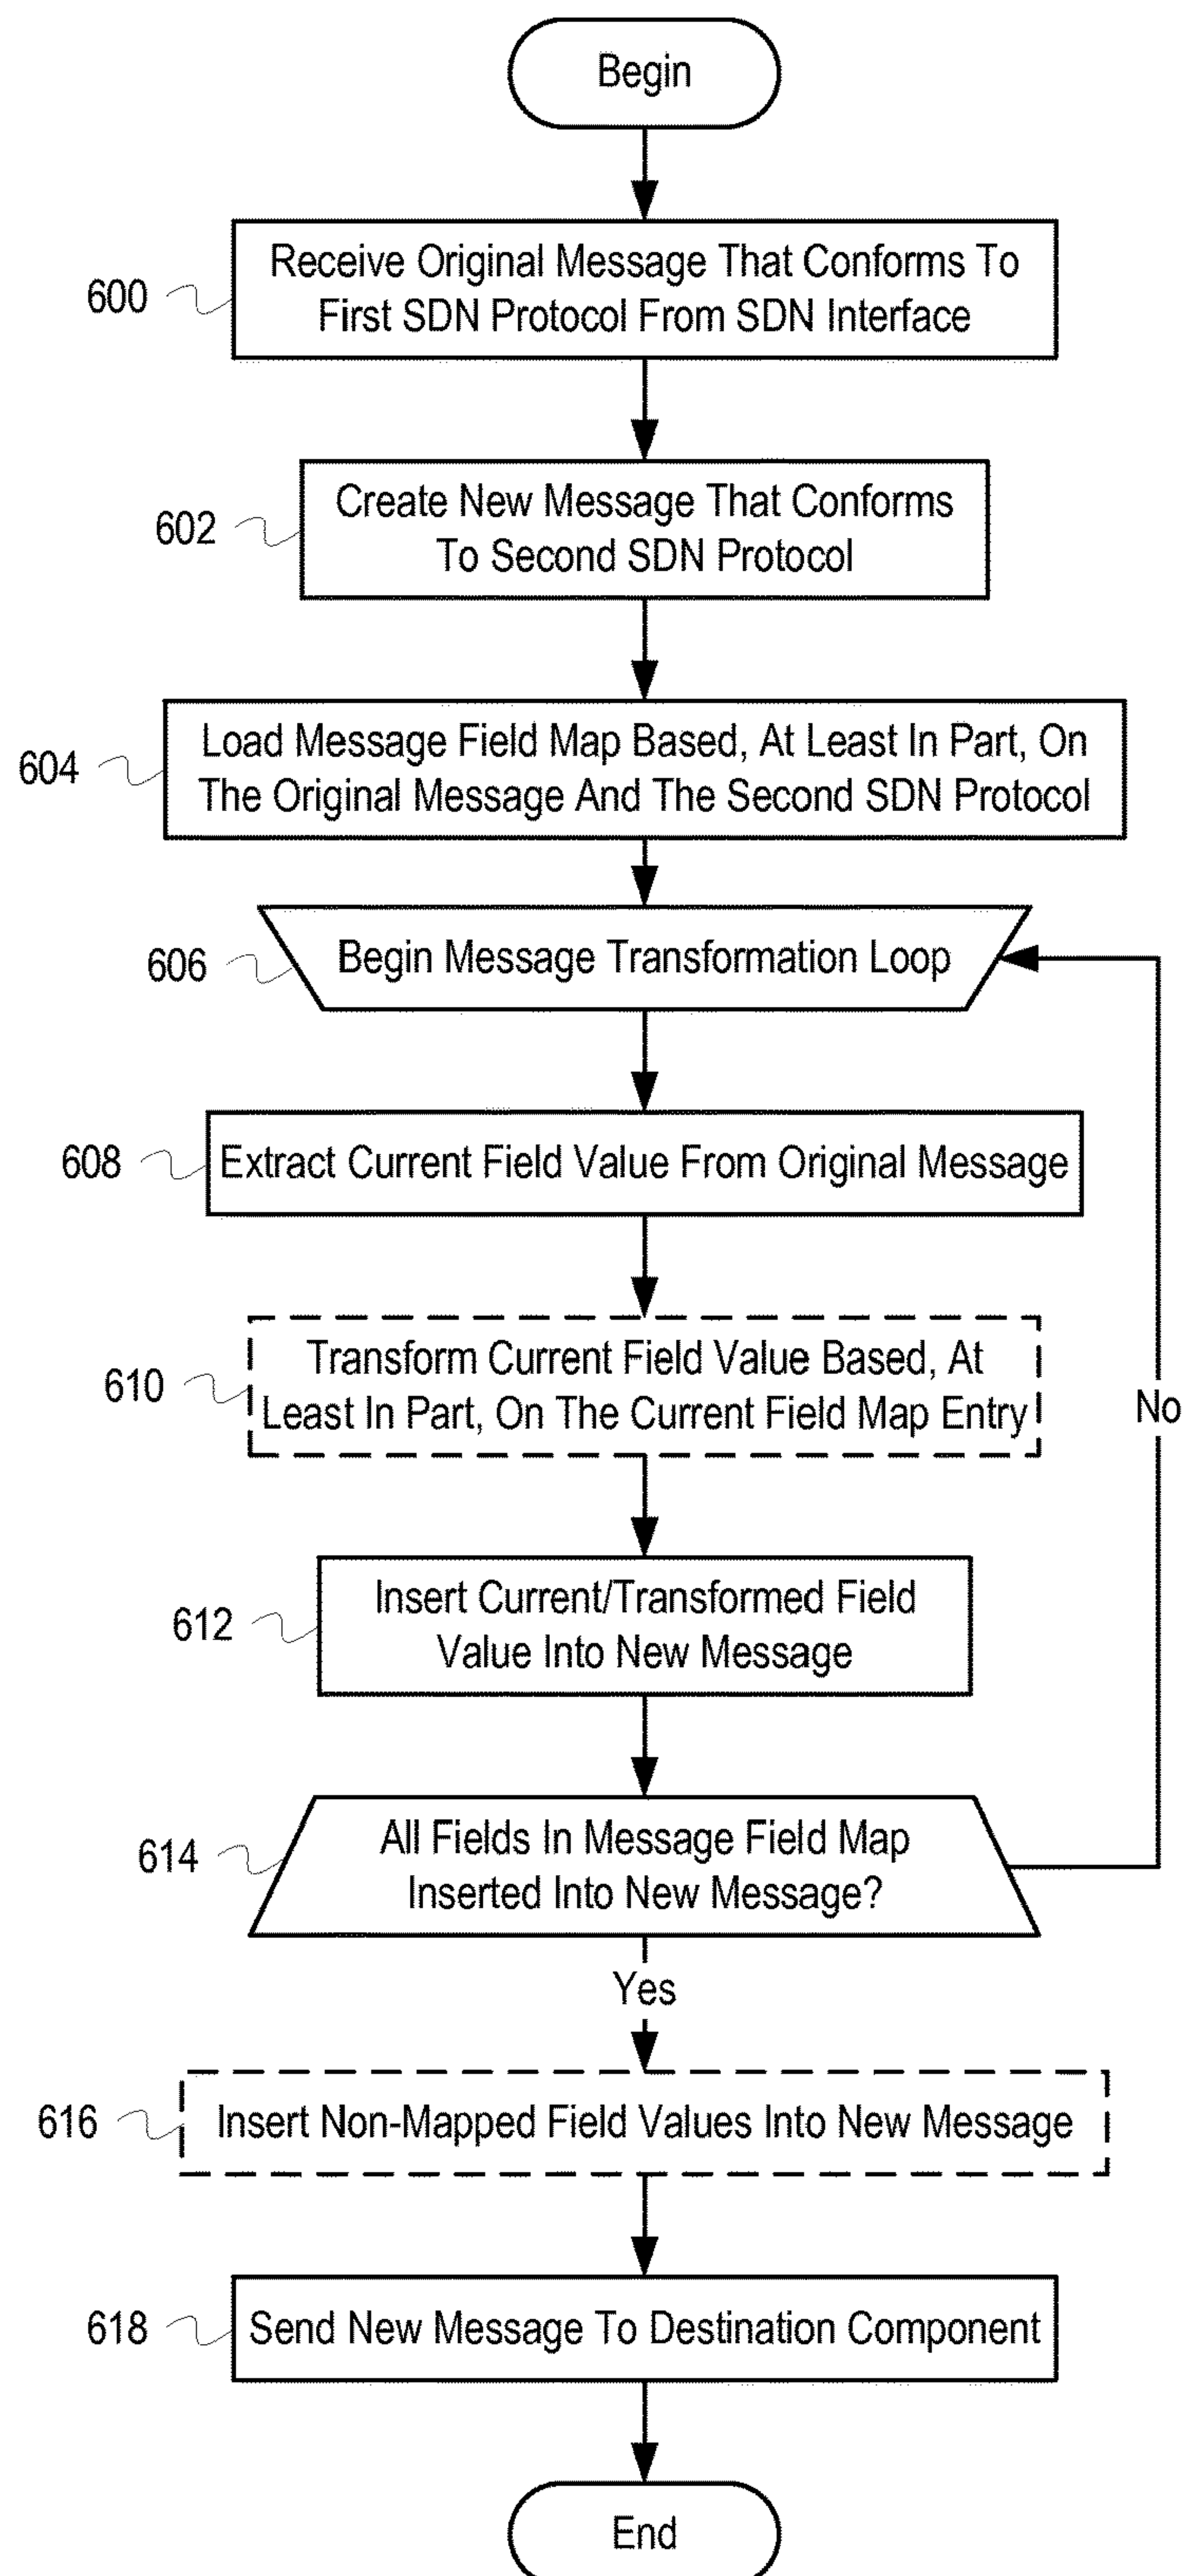 Begin
600
Receive Original Message That Conforms To
First SDN Protocol From SDN Interface
602
Create New Message That Conforms
To Second SDN Protocol
604
Load Message Field Map Based, At Least In Part, On
The Original Message And The Second SDN Protocol
606
Begin Message Transformation Loop
608
Extract Current Field Value From Original Message
610
Transform Current Field Value Based, At
Least In Part, On The Current Field Map Entry
No
612
Insert Current/Transformed Field
Value Into New Message
614
All Fields In Message Field Map
Inserted Into New Message?
Yes
616
Insert Non-Mapped Field Values Into New Message
618
Send New Message To Destination Component
End